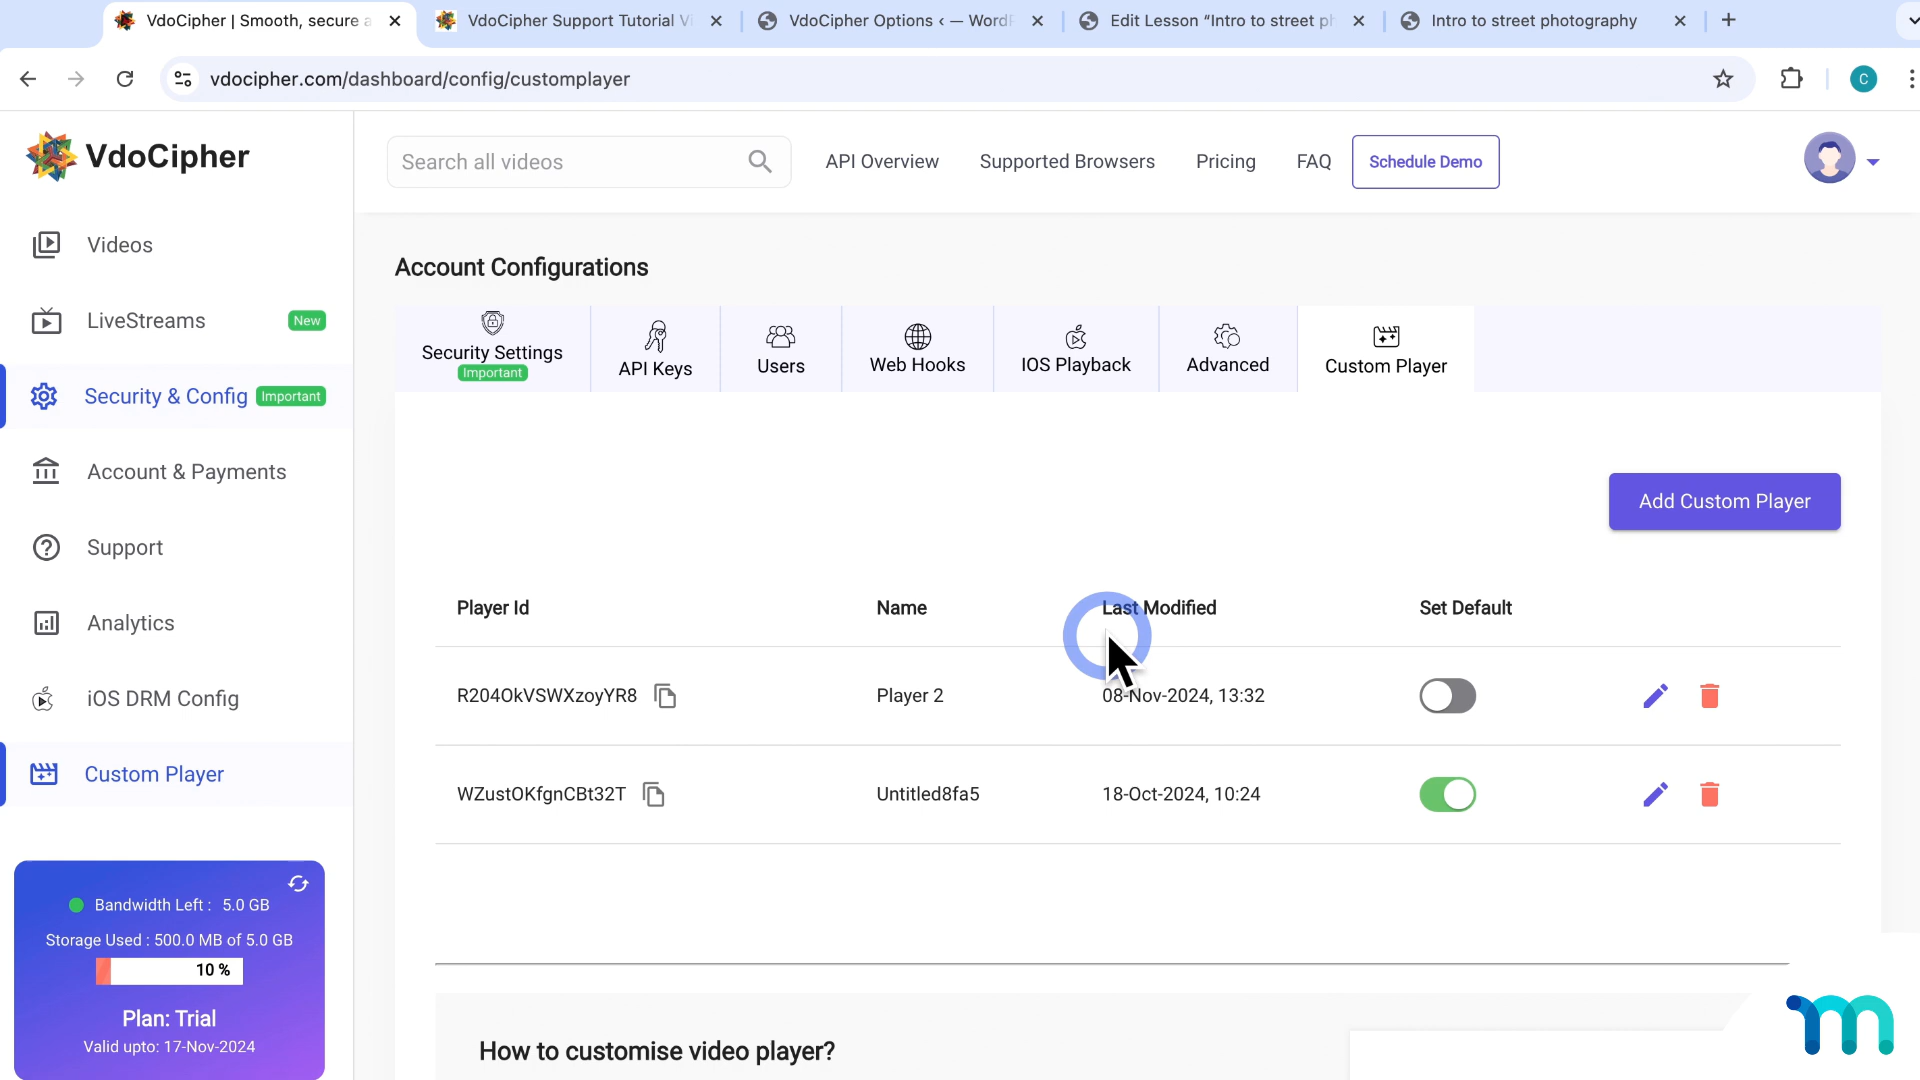 VdoCipher | Smooth, secure a
VdoCipher Support Tutorial Vi
VdoCipher Options ‹ — WordP
Edit Lesson “Intro to street ph
Intro to street photography
vdocipher.com/dashboard/config/customplayer
C
VdoCipher
Search all videos
API Overview
Supported Browsers
Pricing
FAQ
Schedule Demo
Videos
LiveStreams New
Security & Config Important
Account & Payments
Support
Analytics
iOS DRM Config
Custom Player
Bandwidth Left : 5.0 GB
Storage Used : 500.0 MB of 5.0 GB
10 %
Plan: Trial
Valid upto: 17-Nov-2024
Account Configurations
Security Settings
Important
API Keys
Users
Web Hooks
IOS Playback
Advanced
Custom Player
Add Custom Player
Player Id Name Last Modified Set Default
R204OkVSWXzoyYR8 Player 2 08-Nov-2024, 13:32
WZustOKfgnCBt32T Untitled8fa5 18-Oct-2024, 10:24
How to customise video player?
m